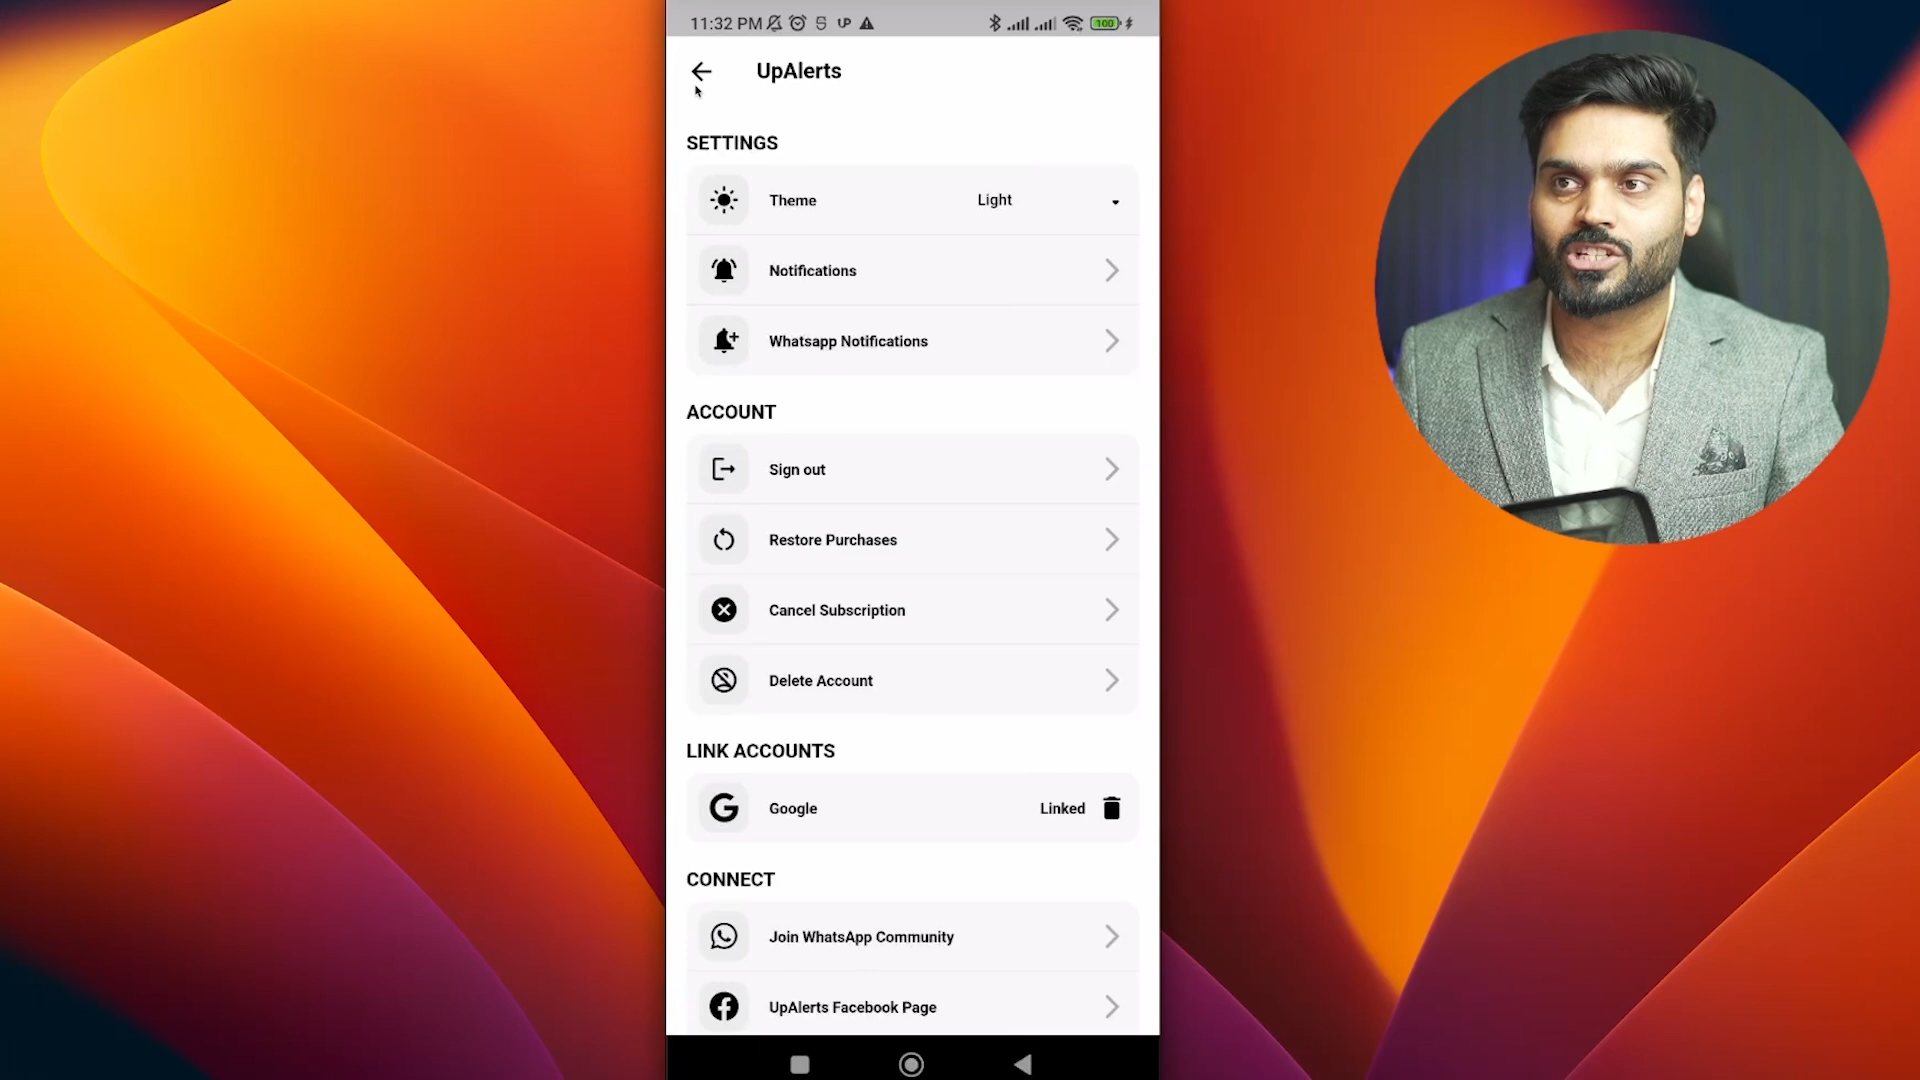 11:32 PM UP 100
UpAlerts
SETTINGS
Theme Light
Notifications
Whatsapp Notifications
ACCOUNT
Sign out
Restore Purchases
Cancel Subscription
Delete Account
LINK ACCOUNTS
Google Linked
CONNECT
Join WhatsApp Community
UpAlerts Facebook Page